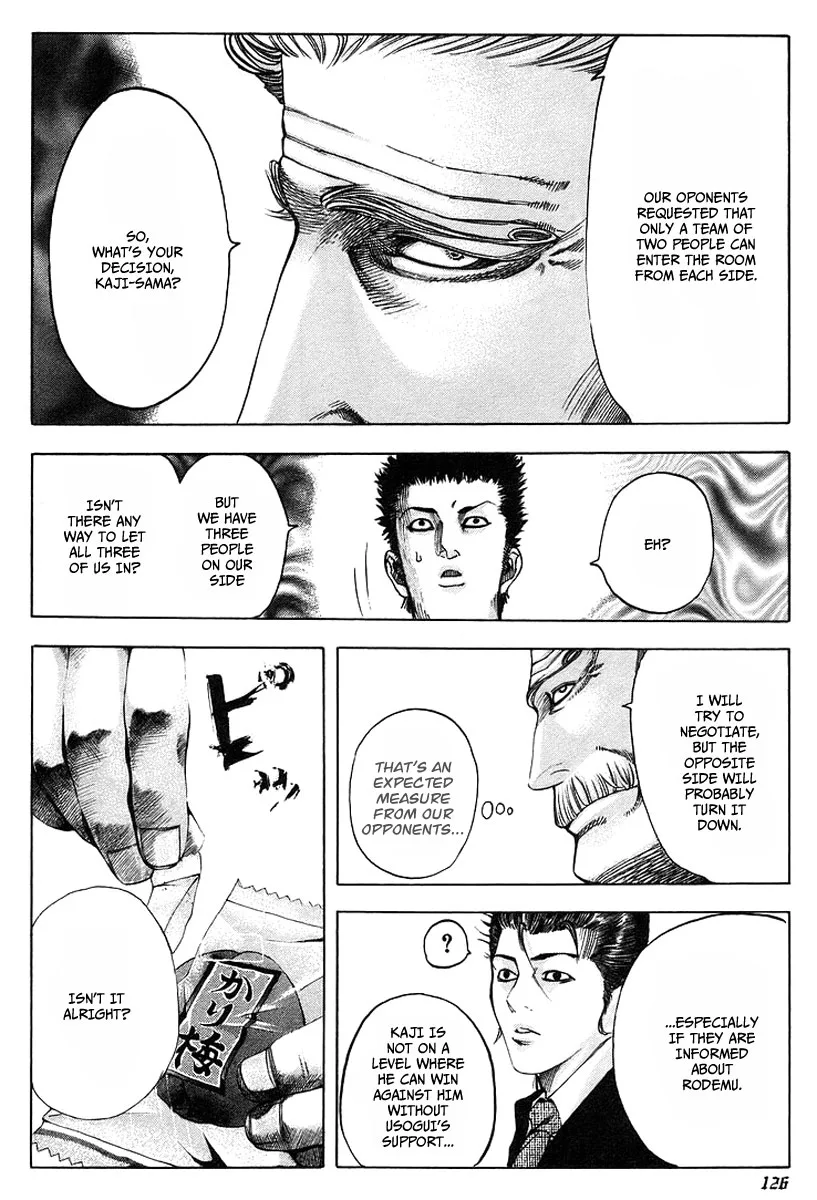 OUR OPONENTS
REQUESTED THAT
ONLY A TEAM OF
TWO PEOPLE CAN
ENTER THE ROOM
FROM EACH SIDE.
SO,
WHAT'S YOUR
DECISION,
KAJI-SAMA?
EH?
BUT
WE HAVE
THREE
PEOPLE
ON OUR
SIDE
ISN'T
THERE ANY
WAY TO LET
ALL THREE
OF US IN?
I WILL
TRY TO
NEGOTIATE,
BUT THE
OPPOSITE
SIDE WILL
PROBABLY
TURN IT
DOWN.
THAT'S AN
EXPECTED
MEASURE
FROM OUR
OPPONENTS...
...ESPECIALLY
IF THEY ARE
INFORMED
ABOUT
RODEMU.
?
KAJI IS
NOT ON A
LEVEL WHERE
HE CAN WIN
AGAINST HIM
WITHOUT
USOGUI'S
SUPPORT...
かり梅
ISN'T IT
ALRIGHT?
126